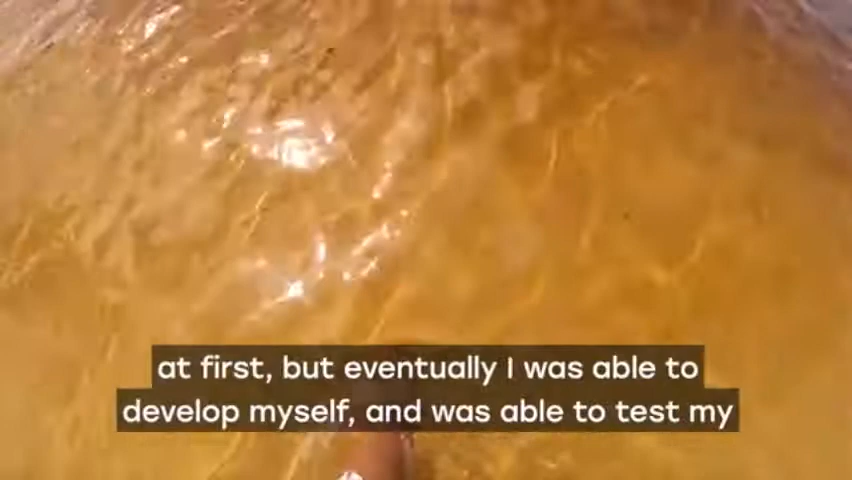 at first, but eventually I was able to
develop myself, and was able to test my